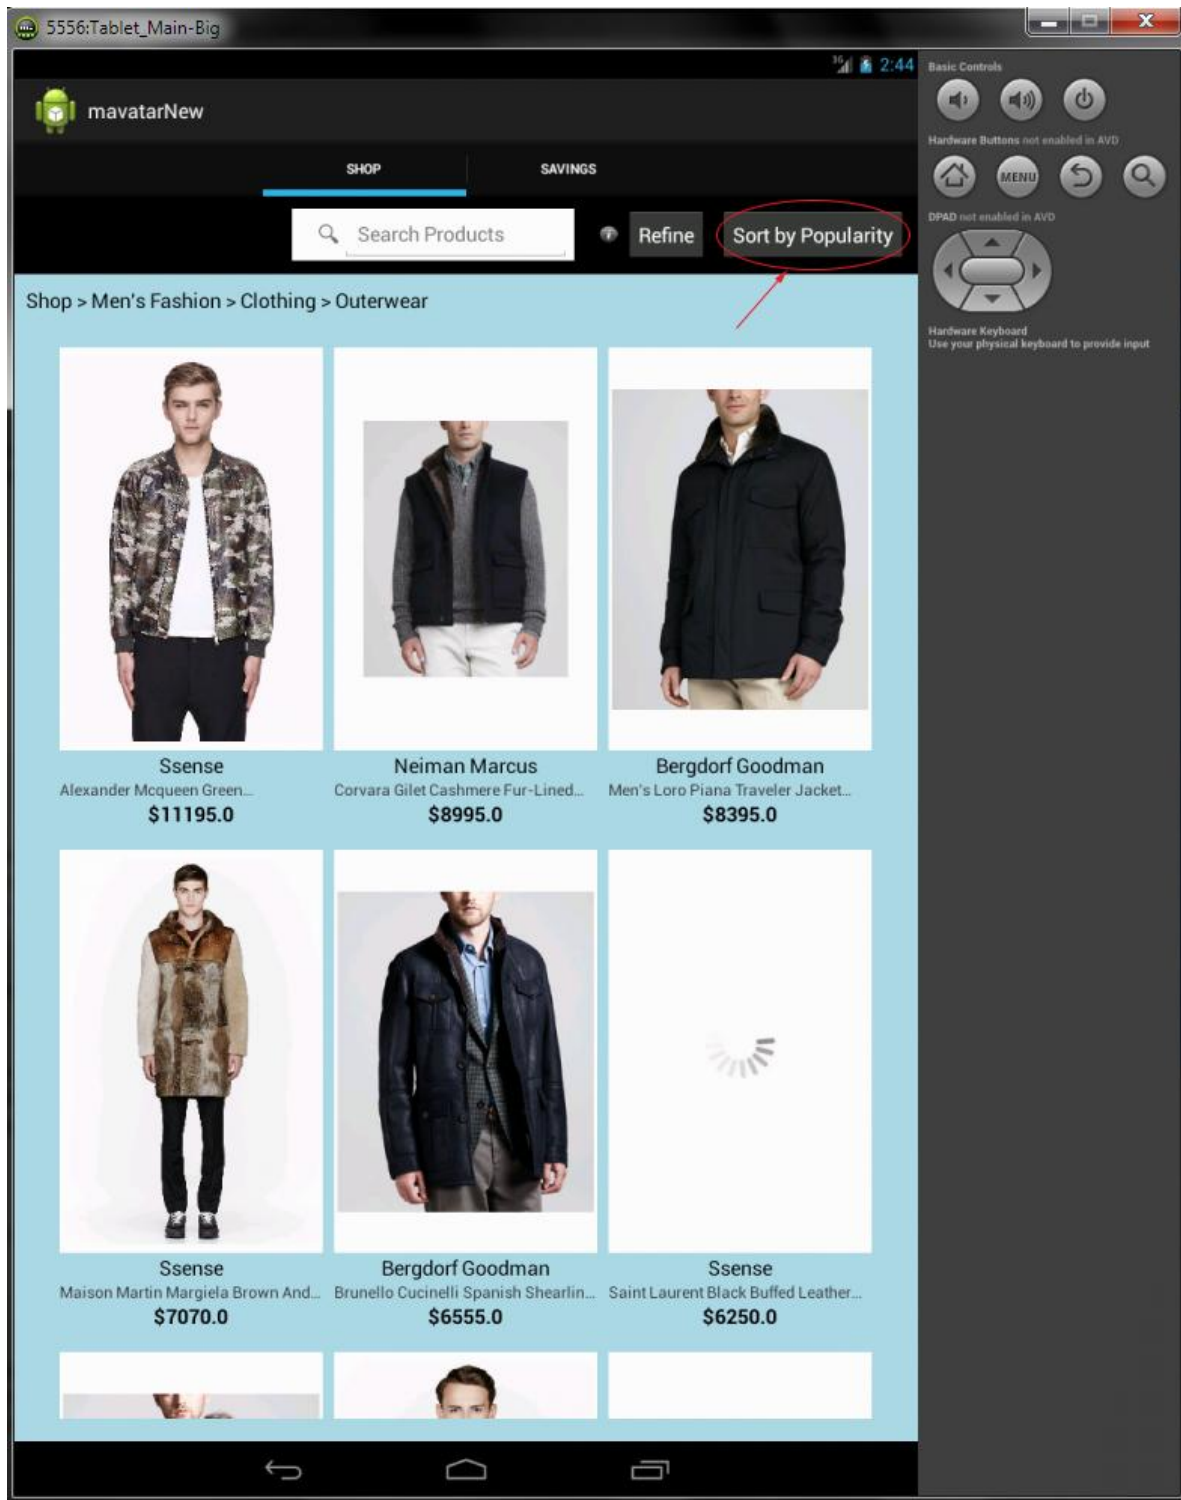 5556:Tablet_Main-Big
3G 2:44
mavatarNew
SHOP SAVINGS
Search Products Refine Sort by Popularity
Shop > Men's Fashion > Clothing > Outerwear
Ssense Neiman Marcus Bergdorf Goodman
Alexander Mcqueen Green... Corvara Gilet Cashmere Fur-Lined... Men's Loro Piana Traveler Jacket...
$11195.0 $8995.0 $8395.0
Ssense Bergdorf Goodman Ssense
Maison Martin Margiela Brown And... Brunello Cucinelli Spanish Shearlin... Saint Laurent Black Buffed Leather...
$7070.0 $6555.0 $6250.0
Basic Controls
Hardware Buttons not enabled in AVD
MENU
DPAD not enabled in AVD
Hardware Keyboard
Use your physical keyboard to provide input